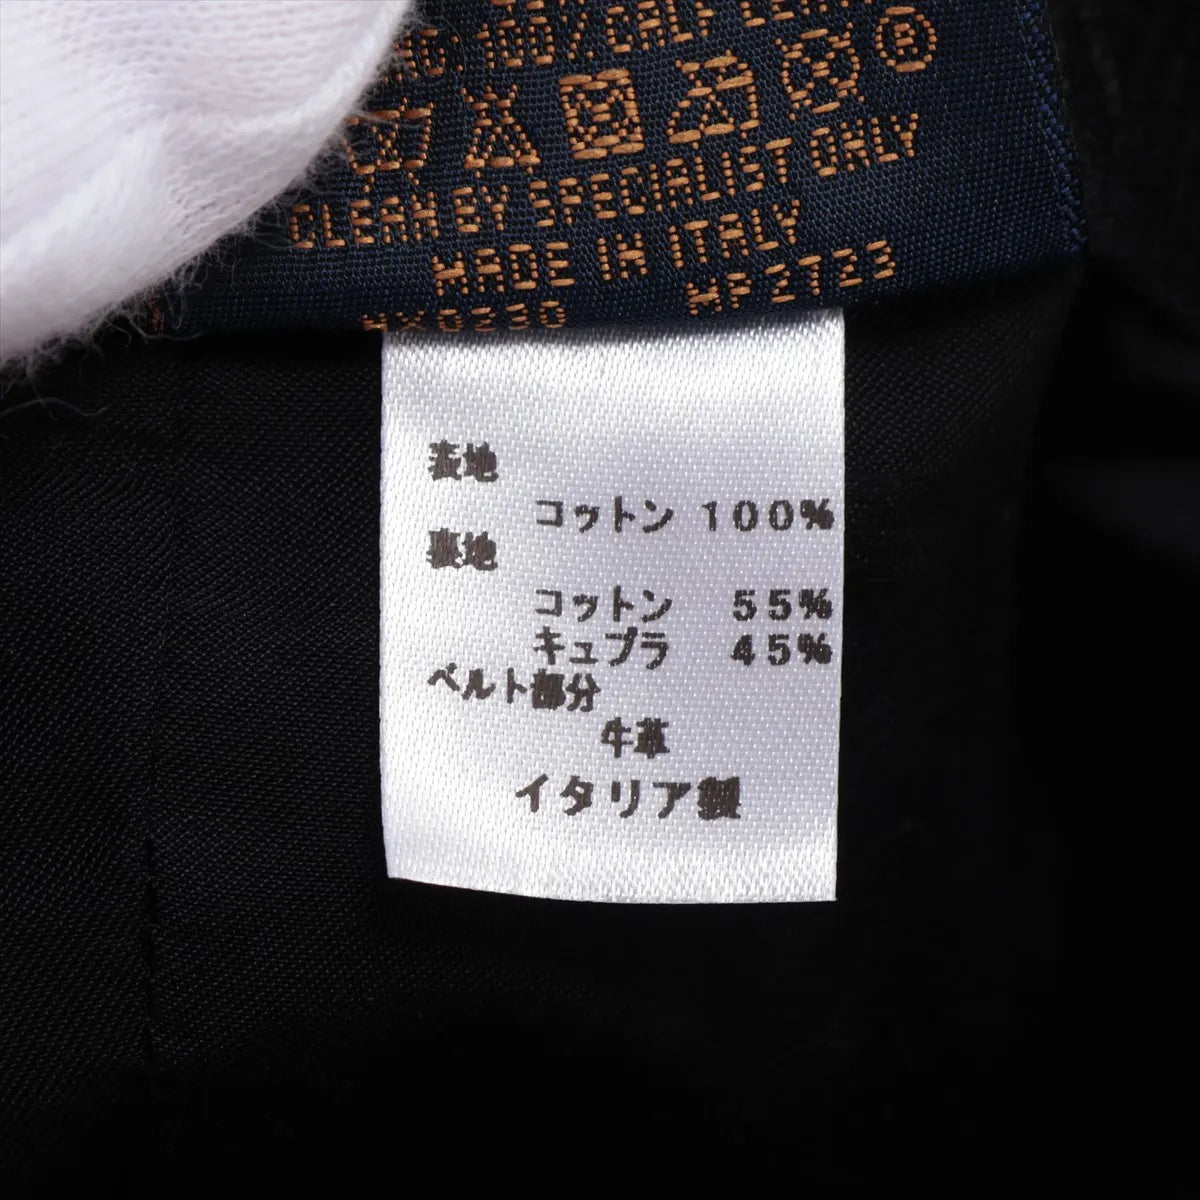 100% CALF
CLEAN BY SPECIALIST ONLY
MADE IN ITALY
MP2723
表地
コットン 100%
裏地
コットン 55%
キュプラ 45%
ベルト部分
牛革
イタリア製